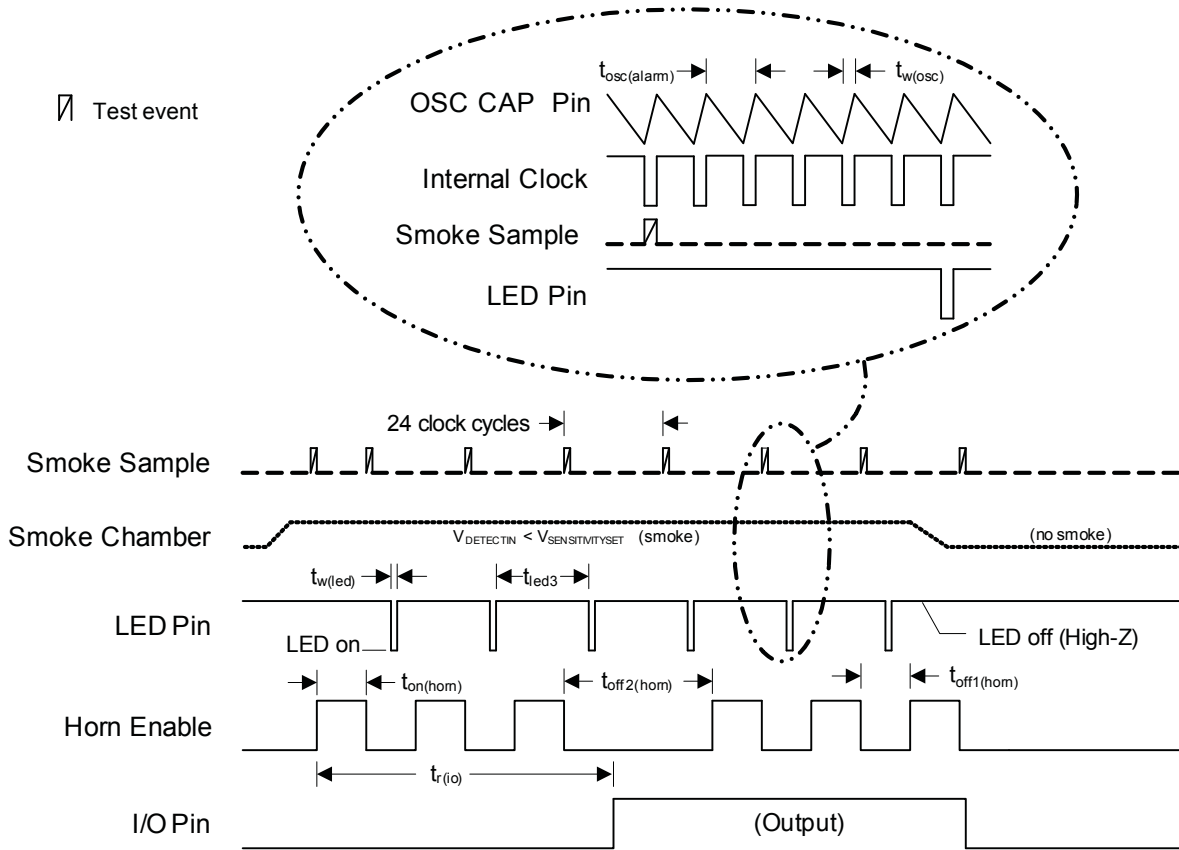 Test event
tosc(alarm)
tw(osc)
OSC CAP Pin
Internal Clock
Smoke Sample
LED Pin
24 clock cycles
Smoke Sample
Smoke Chamber
VDETECTIN < VSENSITIVITYSET (smoke)
(no smoke)
tw(led)
tled3
LED Pin
LED on
LED off (High-Z)
ton(horn)
toff2(horn)
toff1(horn)
Horn Enable
tr(io)
I/O Pin
(Output)